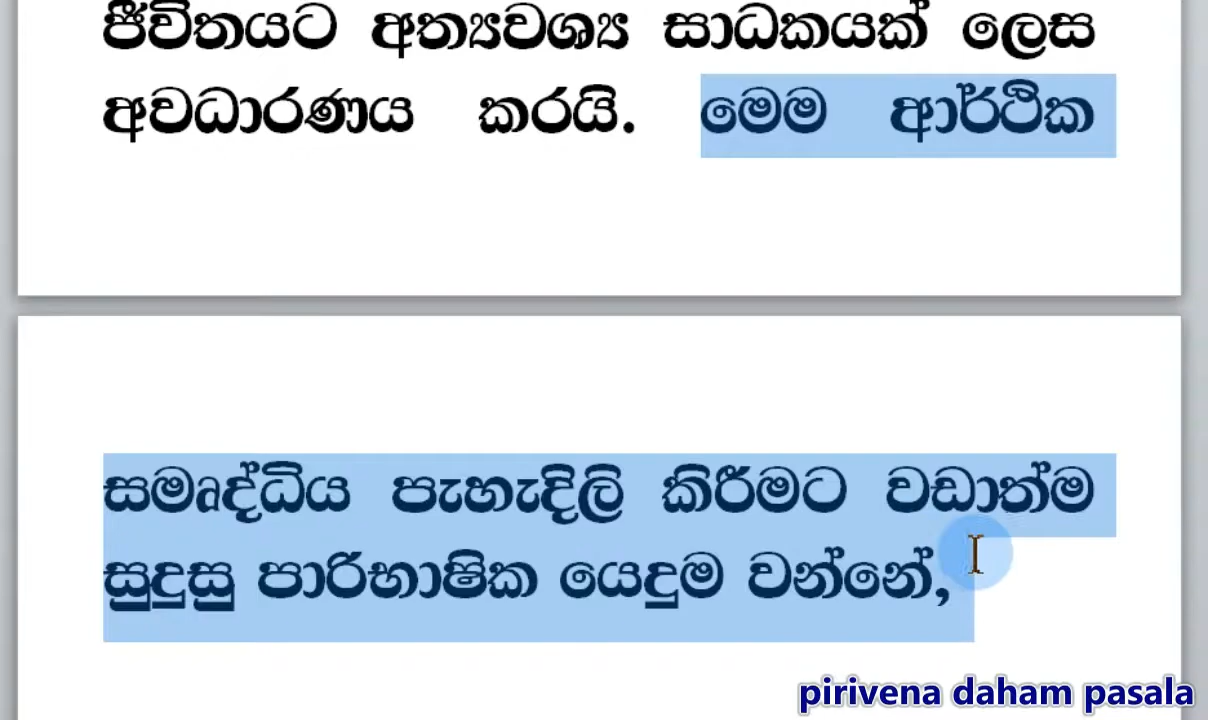 ජීවිතයට අත්‍යවශ්‍ය සාධකයක් ලෙස
අවධාරණය කරයි. මෙම ආර්ථික
සමෘද්ධිය පැහැදිලි කිරීමට වඩාත්ම
සුදුසු පාරිභාෂික යෙදුම වන්නේ,
pirivena daham pasala